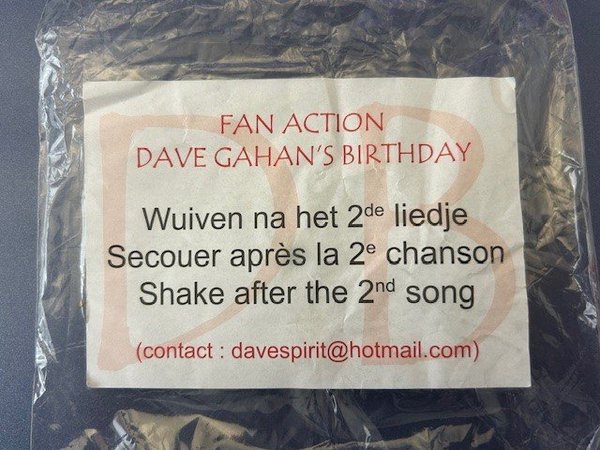 FAN ACTION
DAVE GAHAN'S BIRTHDAY
Wuiven na het 2de liedje
Secouer après la 2e chanson
Shake after the 2nd song
(contact : davespirit@hotmail.com)
DB